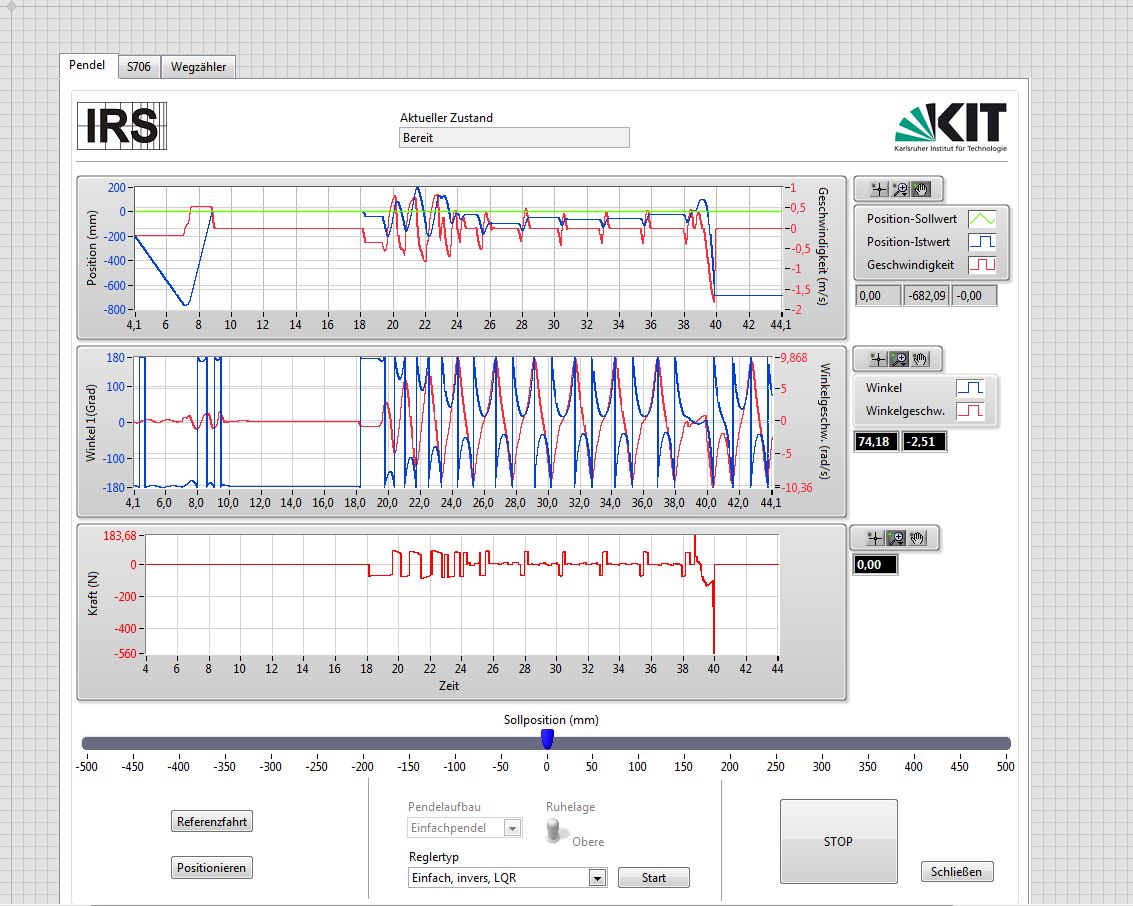 Pendel S706 Wegzähler
IRS
Aktueller Zustand
Bereit
KIT
Karlsruher Institut für Technologie
Position (mm)
200
0
-200
-400
-600
-800
4,1 6 8 10 12 14 16 18 20 22 24 26 28 30 32 34 36 38 40 42 44,1
1
0,5
0
-0,5
-1
-1,5
-2
Geschwindigkeit (m/s)
Position-Sollwert
Position-Istwert
Geschwindigkeit
0,00 -682,09 -0,00
Winkel 1(Grad)
180
100
0
-100
-180
4,1 6,0 8,0 10,0 12,0 14,0 16,0 18,0 20,0 22,0 24,0 26,0 28,0 30,0 32,0 34,0 36,0 38,0 40,0 42,0 44,1
9,868
5
0
-5
-10,36
Winkelgeschw. (rad/s)
Winkel
Winkelgeschw.
74,18 -2,51
Kraft (N)
183,68
0
-200
-400
-560
4 6 8 10 12 14 16 18 20 22 24 26 28 30 32 34 36 38 40 42 44
Zeit
0,00
Sollposition (mm)
-500 -450 -400 -350 -300 -250 -200 -150 -100 -50 0 50 100 150 200 250 300 350 400 450 500
Referenzfahrt
Positionieren
Pendelaufbau
Einfachpendel
Ruhelage
Obere
Reglertyp
Einfach, invers, LQR
Start
STOP
Schließen